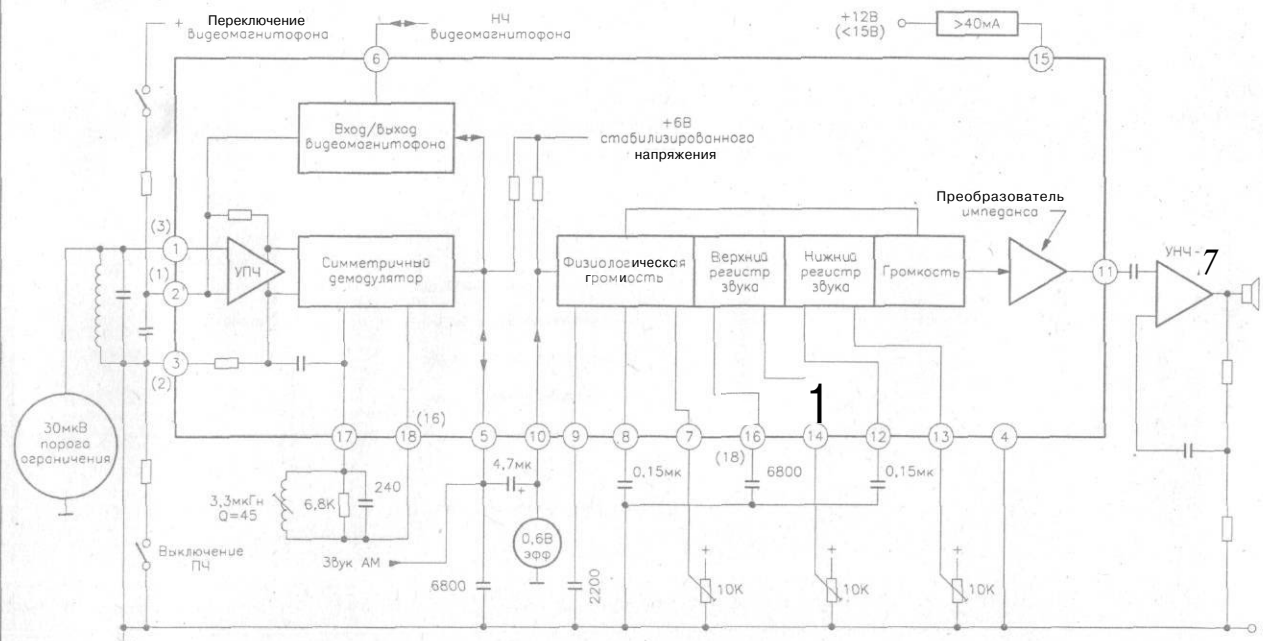 + Переключение
видеомагнитофона
НЧ
видеомагнитофона
+12В
(<15В)
>40мА
6
15
Вход/выход
видеомагнитофона
+6В
стабилизированного
напряжения
Преобразователь
импеданса
(3)
1
УПЧ
Симметричный
демодулятор
Физиологическся
громиость
Верхний
регистр
звука
Нижний
регистр
звука
Громкость
11
УНЧ-7
(1)
2
3
(2)
30мкВ
порога
ограничения
1
17
18
(16)
5
10
9
8
7
16
14
12
13
4
(18)
3,3мкГн
Q=45
6,8К
240
4,7мк
+
0,15мк
6800
0,15мк
Выключение
ПЧ
Звук АМ
0,6В
эфф
6800
2200
+
10К
+
10К
+
10К